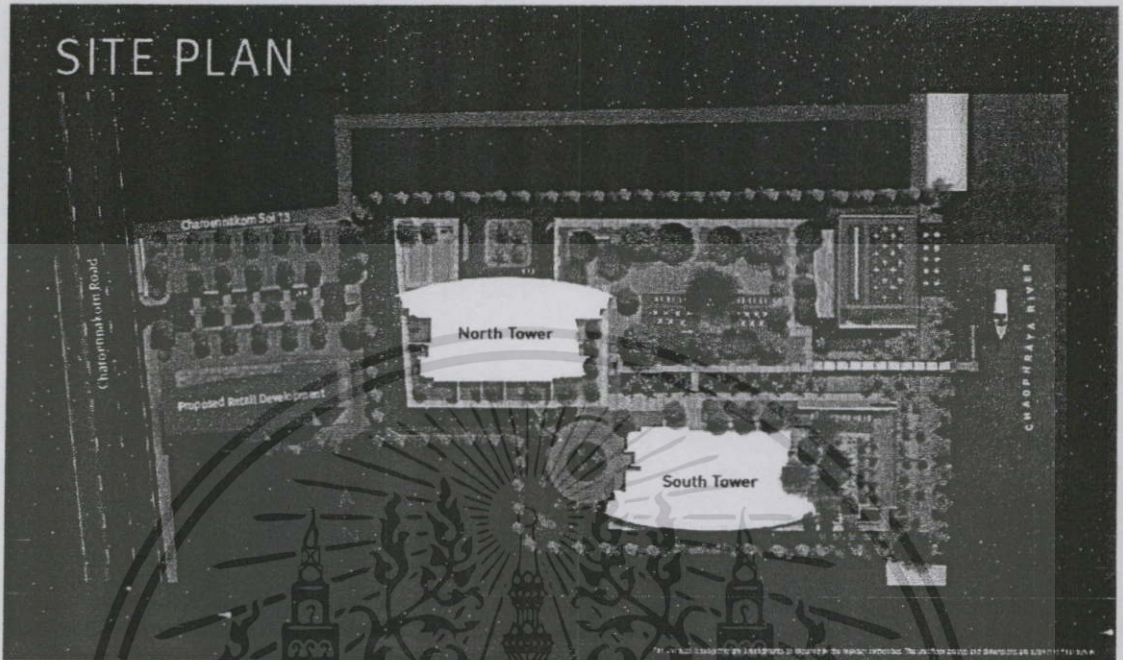 SITE PLAN
Charoennakorn Soi 13
Charoennakorn Road
North Tower
CHAOPHRAYA RIVER
Proposed Retail Development
South Tower